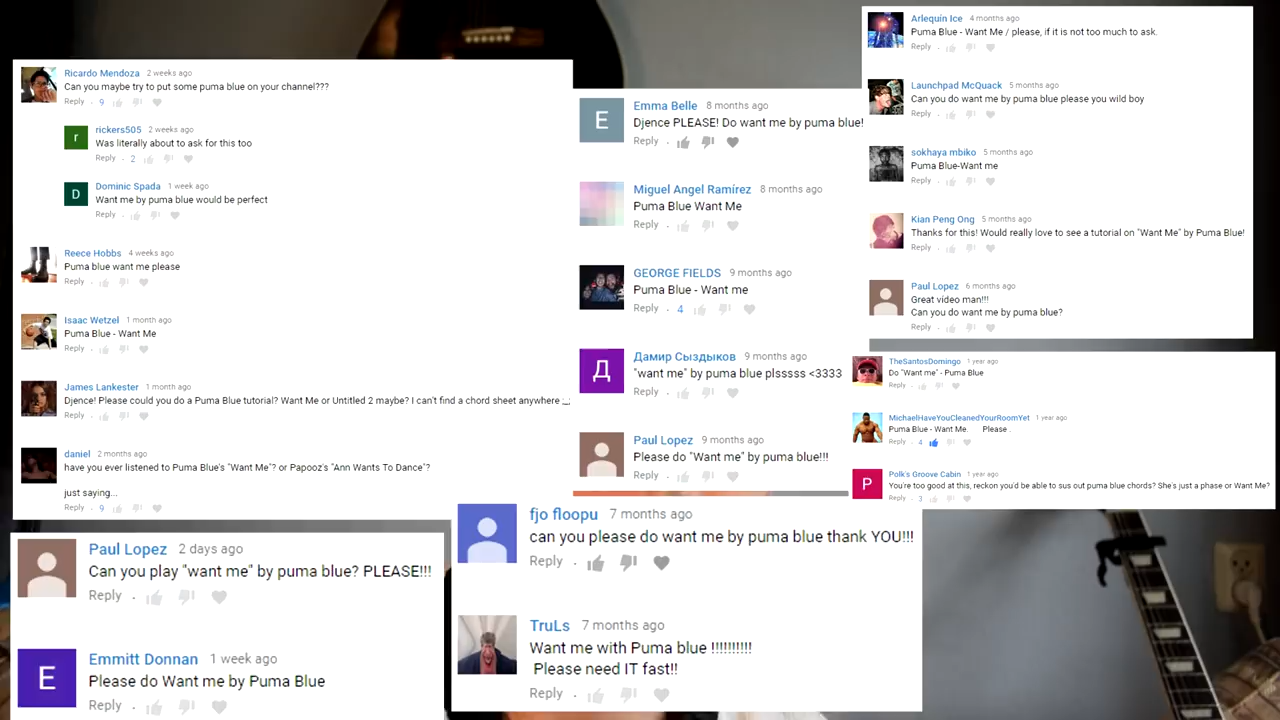 Ricardo Mendoza 2 weeks ago
Can you maybe try to put some puma blue on your channel???
Reply · 9
rickers505 2 weeks ago
Was literally about to ask for this too
Reply · 2
Dominic Spada 1 week ago
Want me by puma blue would be perfect
Reply ·
Reece Hobbs 4 weeks ago
Puma blue want me please
Reply ·
Isaac Wetzel 1 month ago
Puma Blue - Want Me
Reply ·
James Lankester 1 month ago
Djence! Please could you do a Puma Blue tutorial? Want Me or Untitled 2 maybe? I can't find a chord sheet anywhere ;_;
Reply ·
daniel 2 months ago
have you ever listened to Puma Blue's "Want Me"? or Papooz's "Ann Wants To Dance"?
just saying...
Reply · 9
Emma Belle 8 months ago
Djence PLEASE! Do want me by puma blue!
Reply ·
Miguel Angel Ramírez 8 months ago
Puma Blue Want Me
Reply ·
GEORGE FIELDS 9 months ago
Puma Blue - Want me
Reply · 4
Д
Дамир Сыздыков 9 months ago
"want me" by puma blue plsssss <3333
Reply ·
Paul Lopez 9 months ago
Please do "Want me" by puma blue!!!
Reply ·
Arlequín Ice 4 months ago
Puma Blue - Want Me / please, if it is not too much to ask.
Reply ·
Launchpad McQuack 5 months ago
Can you do want me by puma blue please you wild boy
Reply ·
sokhaya mbiko 5 months ago
Puma Blue-Want me
Reply ·
Kian Peng Ong 5 months ago
Thanks for this! Would really love to see a tutorial on "Want Me" by Puma Blue!
Reply ·
Paul Lopez 6 months ago
Great video man!!!
Can you do want me by puma blue?
Reply ·
TheSantosDomingo 1 year ago
Do "Want me" - Puma Blue
Reply ·
MichaelHaveYouCleanedYourRoomYet 1 year ago
Puma Blue - Want Me. Please .
Reply · 4
P
Polk's Groove Cabin 1 year ago
You're too good at this, reckon you'd be able to sus out puma blue chords? She's just a phase or Want Me?
Reply · 3
Paul Lopez 2 days ago
Can you play "want me" by puma blue? PLEASE!!!
Reply ·
E
Emmitt Donnan 1 week ago
Please do Want me by Puma Blue
Reply ·
fjo floopu 7 months ago
can you please do want me by puma blue thank YOU!!!
Reply ·
TruLs 7 months ago
Want me with Puma blue !!!!!!!!!!
Please need IT fast!!
Reply ·
r
D
E